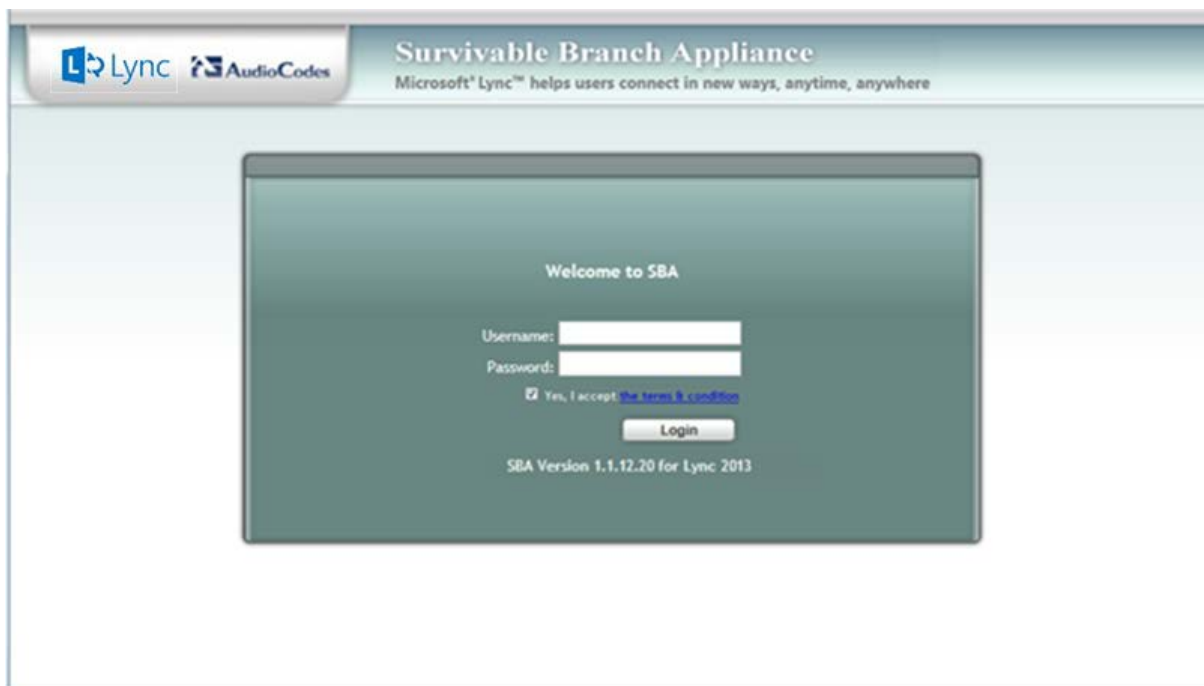 Lync AudioCodes
Survivable Branch Appliance
Microsoft® Lync™ helps users connect in new ways, anytime, anywhere
Welcome to SBA
Username:
Password:
Yes, I accept the terms & condition
Login
SBA Version 1.1.12.20 for Lync 2013